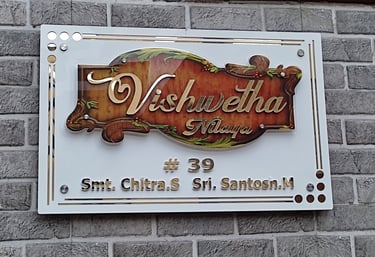 Vishwetha
Nilaya
# 39
Smt. Chitra.S Sri. Santosh.M